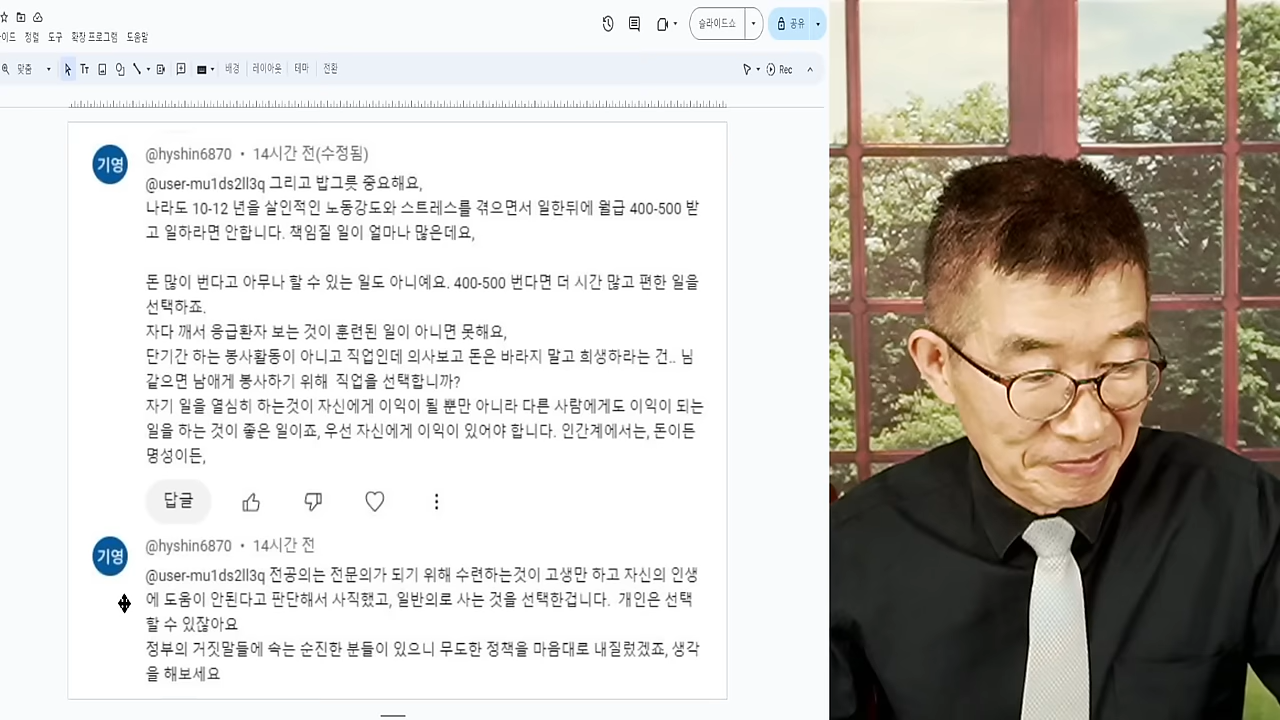 이드 정렬 도구 확장 프로그램 도움말
슬라이드쇼
공유
맞춤
배경 레이아웃 테마 전환
Rec
기영
@hyshin6870 • 14시간 전(수정됨)
@user-mu1ds2ll3q 그리고 밥그릇 중요해요,
나라도 10-12 년을 살인적인 노동강도와 스트레스를 겪으면서 일한뒤에 월급 400-500 받
고 일하라면 안합니다. 책임질 일이 얼마나 많은데요,
돈 많이 번다고 아무나 할 수 있는 일도 아니예요. 400-500 번다면 더 시간 많고 편한 일을
선택하죠.
자다 깨서 응급환자 보는 것이 훈련된 일이 아니면 못해요,
단기간 하는 봉사활동이 아니고 직업인데 의사보고 돈은 바라지 말고 희생하라는 건.. 님
같으면 남애게 봉사하기 위해 직업을 선택합니까?
자기 일을 열심히 하는것이 자신에게 이익이 될 뿐만 아니라 다른 사람에게도 이익이 되는
일을 하는 것이 좋은 일이죠, 우선 자신에게 이익이 있어야 합니다. 인간계에서는, 돈이든
명성이든,
답글
기영
@hyshin6870 • 14시간 전
@user-mu1ds2ll3q 전공의는 전문의가 되기 위해 수련하는것이 고생만 하고 자신의 인생
에 도움이 안된다고 판단해서 사직했고, 일반의로 사는 것을 선택한겁니다. 개인은 선택
할 수 있잖아요
정부의 거짓말들에 속는 순진한 분들이 있으니 무도한 정책을 마음대로 내질렀겠죠, 생각
을 해보세요